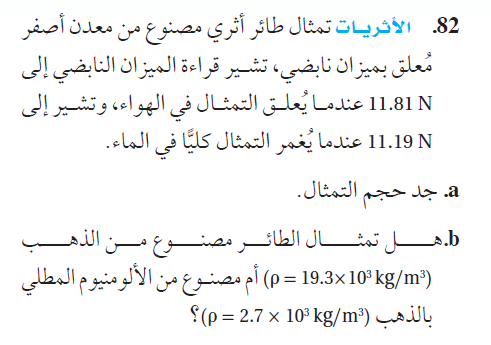 .82 الأثريات تمثال طائر أثري مصنوع من معدن أصفر
مُعلق بميزان نابضي، تشير قراءة الميزان النابضي إلى
11.81 N عندما يُعلق التمثال في الهواء، وتشير إلى
11.19 N عندما يُغمر التمثال كليًّا في الماء.
a. جد حجم التمثال.
b. هل تمثال الطائر مصنوع من الذهب
(ρ = 19.3×10³ kg/m³) أم مصنوع من الألومنيوم المطلي
بالذهب (ρ = 2.7 × 10³ kg/m³)؟